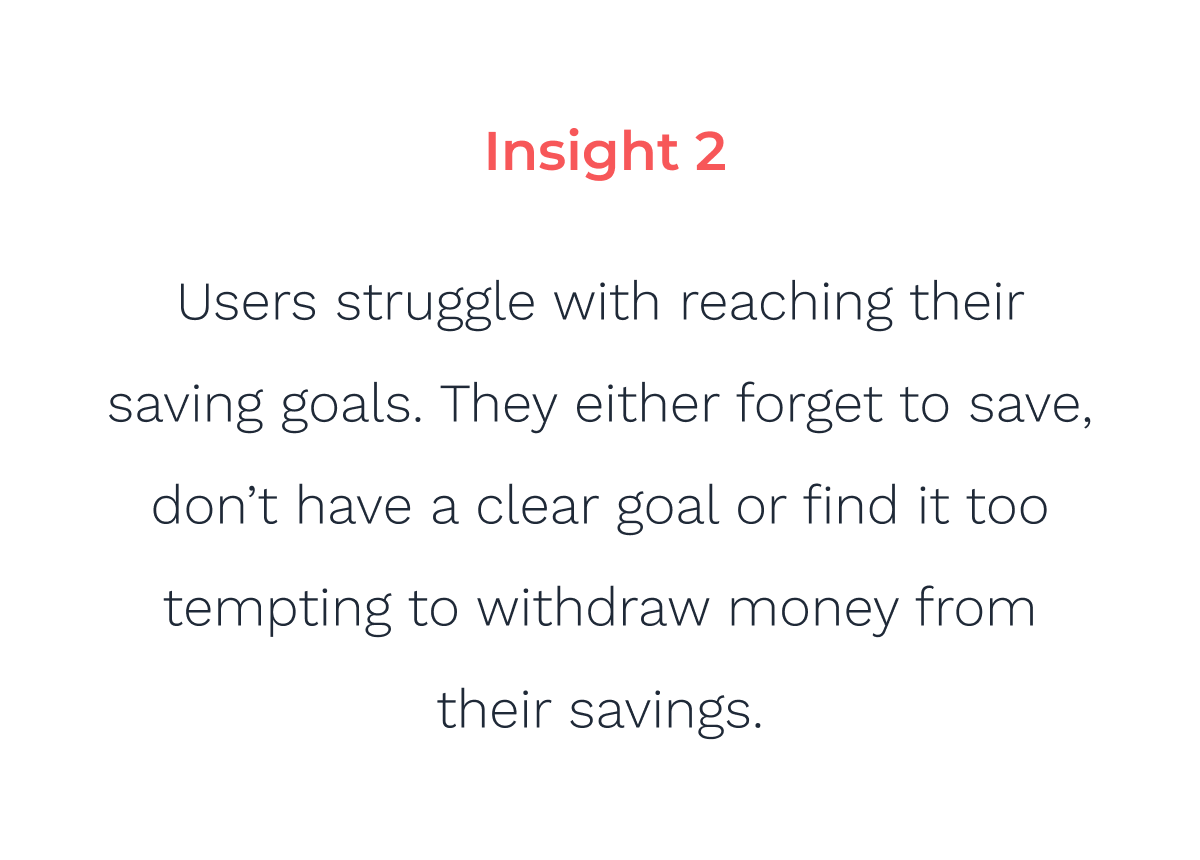 Insight 2
Users struggle with reaching their
saving goals. They either forget to save,
don’t have a clear goal or find it too
tempting to withdraw money from
their savings.